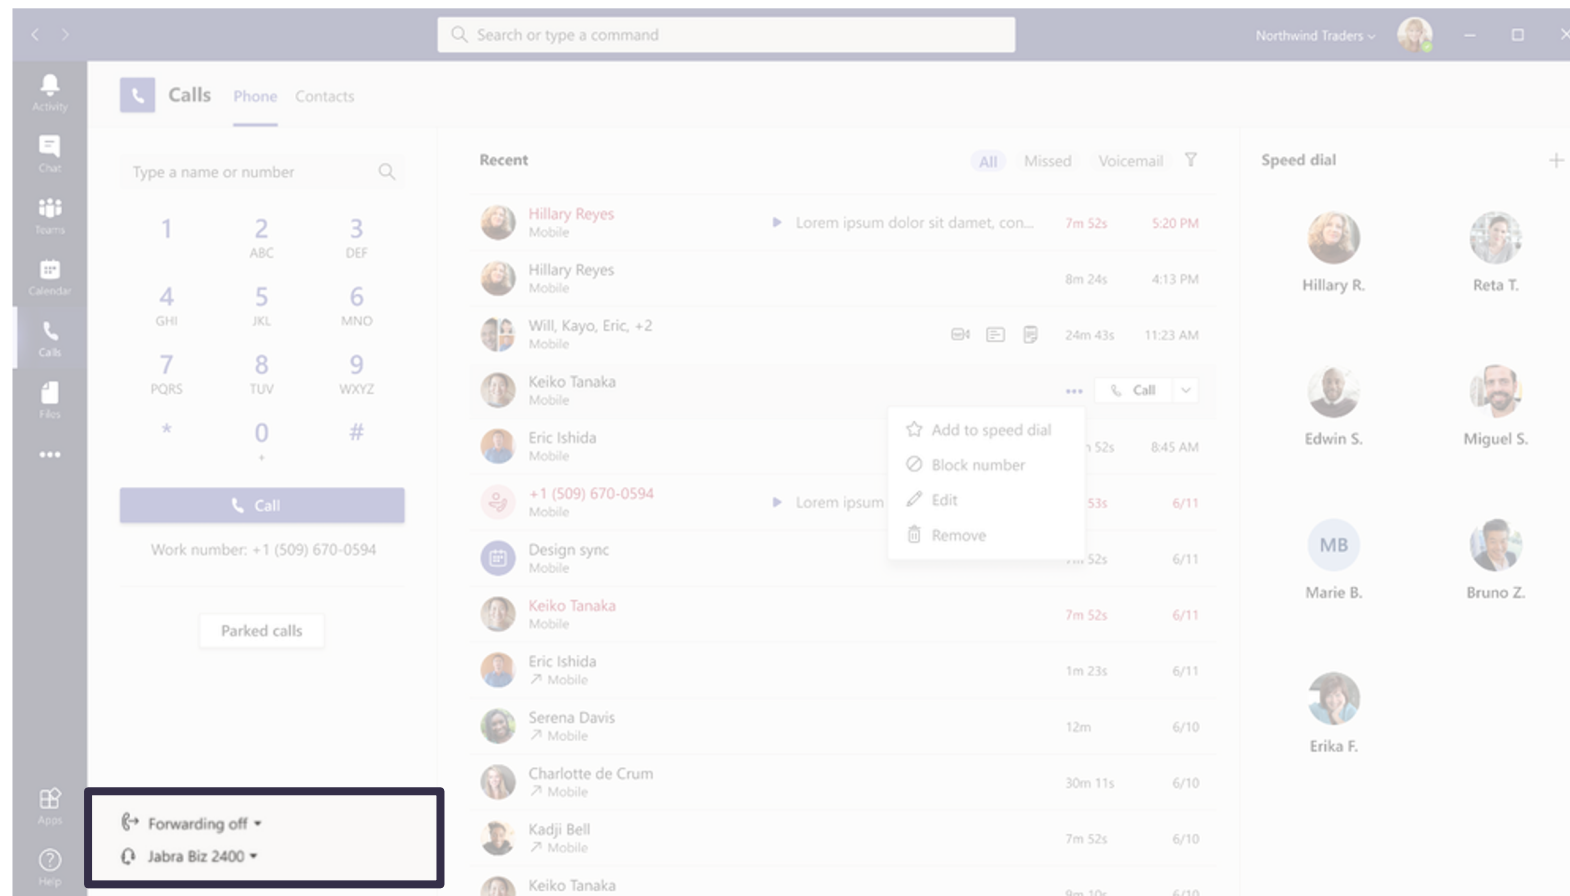 Search or type a command
Northwind Traders
Activity
Chat
Teams
Calendar
Calls
Files
Apps
Help
Calls Phone Contacts
Type a name or number
1
2 ABC
3 DEF
4 GHI
5 JKL
6 MNO
7 PQRS
8 TUV
9 WXYZ
*
0 +
#
Call
Work number: +1 (509) 670-0594
Parked calls
Forwarding off
Jabra Biz 2400
Recent All Missed Voicemail
Hillary Reyes Lorem ipsum dolor sit damet, con... 7m 52s 5:20 PM
Mobile
Hillary Reyes 8m 24s 4:13 PM
Mobile
Will, Kayo, Eric, +2 24m 43s 11:23 AM
Mobile
Keiko Tanaka ... Call
Mobile
Add to speed dial
Block number
Edit
Remove
Eric Ishida 52s 8:45 AM
Mobile
+1 (509) 670-0594 Lorem ipsum 53s 6/11
Mobile
Design sync 52s 6/11
Mobile
Keiko Tanaka 7m 52s 6/11
Mobile
Eric Ishida 1m 23s 6/11
Mobile
Serena Davis 12m 6/10
Mobile
Charlotte de Crum 30m 11s 6/10
Mobile
Kadji Bell 7m 52s 6/10
Mobile
Keiko Tanaka
Speed dial
Hillary R.
Reta T.
Edwin S.
Miguel S.
MB
Marie B.
Bruno Z.
Erika F.